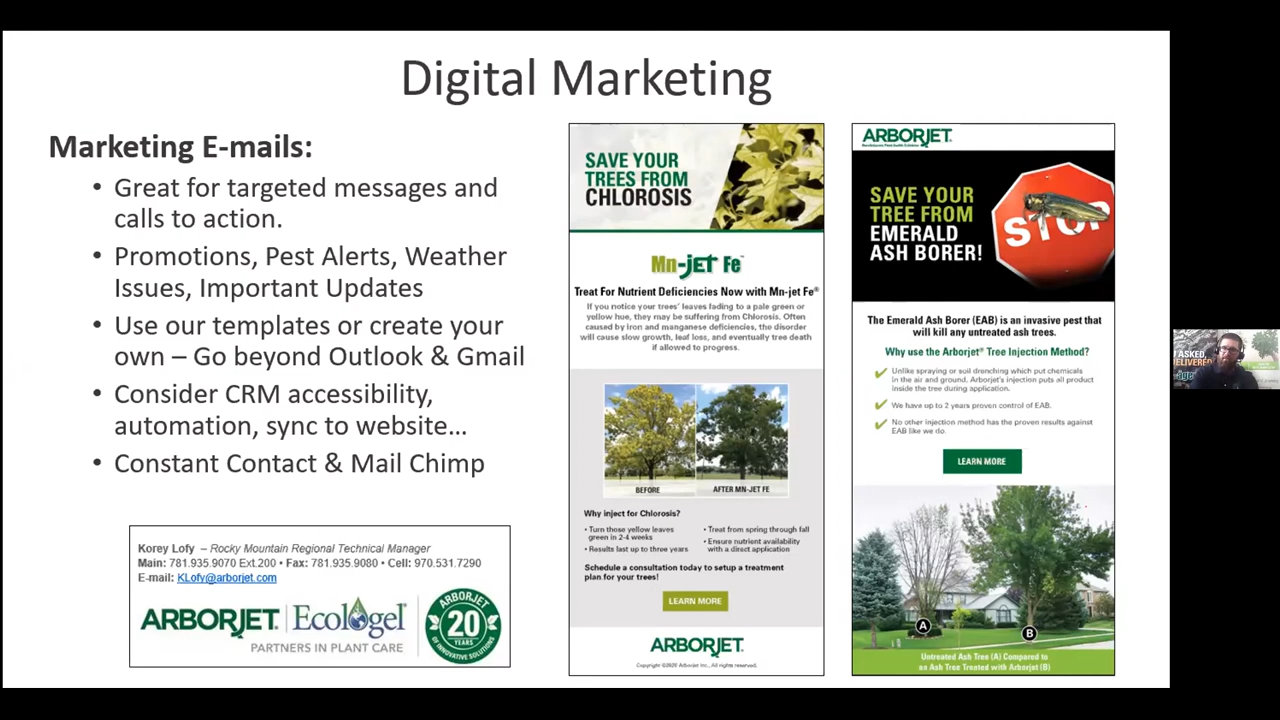 Digital Marketing
Marketing E-mails:
• Great for targeted messages and
calls to action.
• Promotions, Pest Alerts, Weather
Issues, Important Updates
• Use our templates or create your
own – Go beyond Outlook & Gmail
• Consider CRM accessibility,
automation, sync to website…
• Constant Contact & Mail Chimp
Korey Lofy – Rocky Mountain Regional Technical Manager
Main: 781.935.9070 Ext.200 • Fax: 781.935.9080 • Cell: 970.531.7290
E-mail: KLofy@arborjet.com
ARBORJET Ecologel
PARTNERS IN PLANT CARE
ARBORJET
20
YEARS
OF INNOVATIVE SOLUTIONS
SAVE YOUR
TREES FROM
CHLOROSIS
Mn-jET Fe™
Treat For Nutrient Deficiencies Now with Mn-jet Fe®
If you notice your trees' leaves fading to a pale green or
yellow hue, they may be suffering from Chlorosis. Often
caused by iron and manganese deficiencies, the disorder
will cause slow growth, leaf loss, and eventually tree death
if allowed to progress.
BEFORE
AFTER MN-JET FE
Why inject for Chlorosis?
• Turn those yellow leaves
green in 2-4 weeks
• Results last up to three years
• Treat from spring through fall
• Ensure nutrient availability
with a direct application
Schedule a consultation today to setup a treatment
plan for your trees!
LEARN MORE
ARBORJET
Copyright ©2020 Arborjet Inc., All rights reserved.
ARBORJET
SAVE YOUR
TREE FROM
EMERALD
ASH BORER!
STOP
The Emerald Ash Borer (EAB) is an invasive pest that
will kill any untreated ash trees.
Why use the Arborjet® Tree Injection Method?
Unlike spraying or soil drenching which put chemicals
in the air and ground, Arborjet's injection puts all product
inside the tree during application.
We have up to 2 years proven control of EAB.
No other injection method has the proven results against
EAB like we do.
LEARN MORE
A
B
Untreated Ash Tree (A) Compared to
an Ash Tree Treated with Arborjet (B)
ASKED,